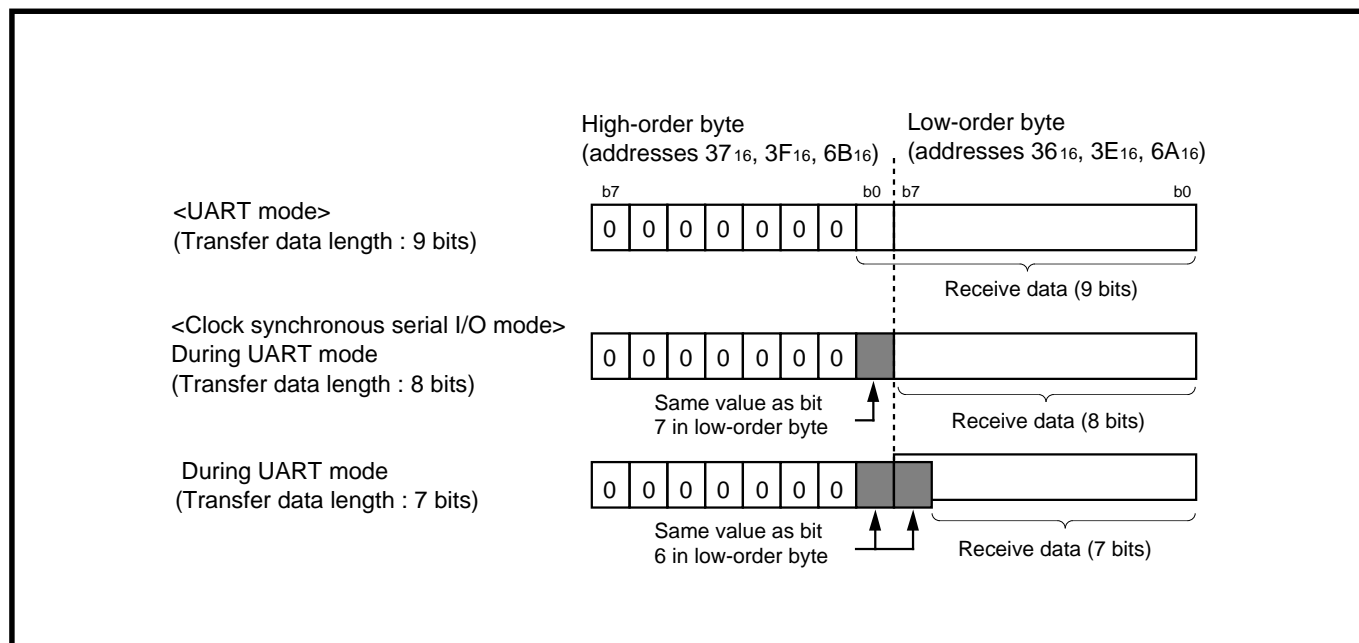 High-order byte
(addresses 37₁₆, 3F₁₆, 6B₁₆)
Low-order byte
(addresses 36₁₆, 3E₁₆, 6A₁₆)
b7 b0 b7 b0
<UART mode>
(Transfer data length : 9 bits)
0 0 0 0 0 0 0
Receive data (9 bits)
<Clock synchronous serial I/O mode>
During UART mode
(Transfer data length : 8 bits)
0 0 0 0 0 0 0
Same value as bit
7 in low-order byte
Receive data (8 bits)
During UART mode
(Transfer data length : 7 bits)
0 0 0 0 0 0 0
Same value as bit
6 in low-order byte
Receive data (7 bits)